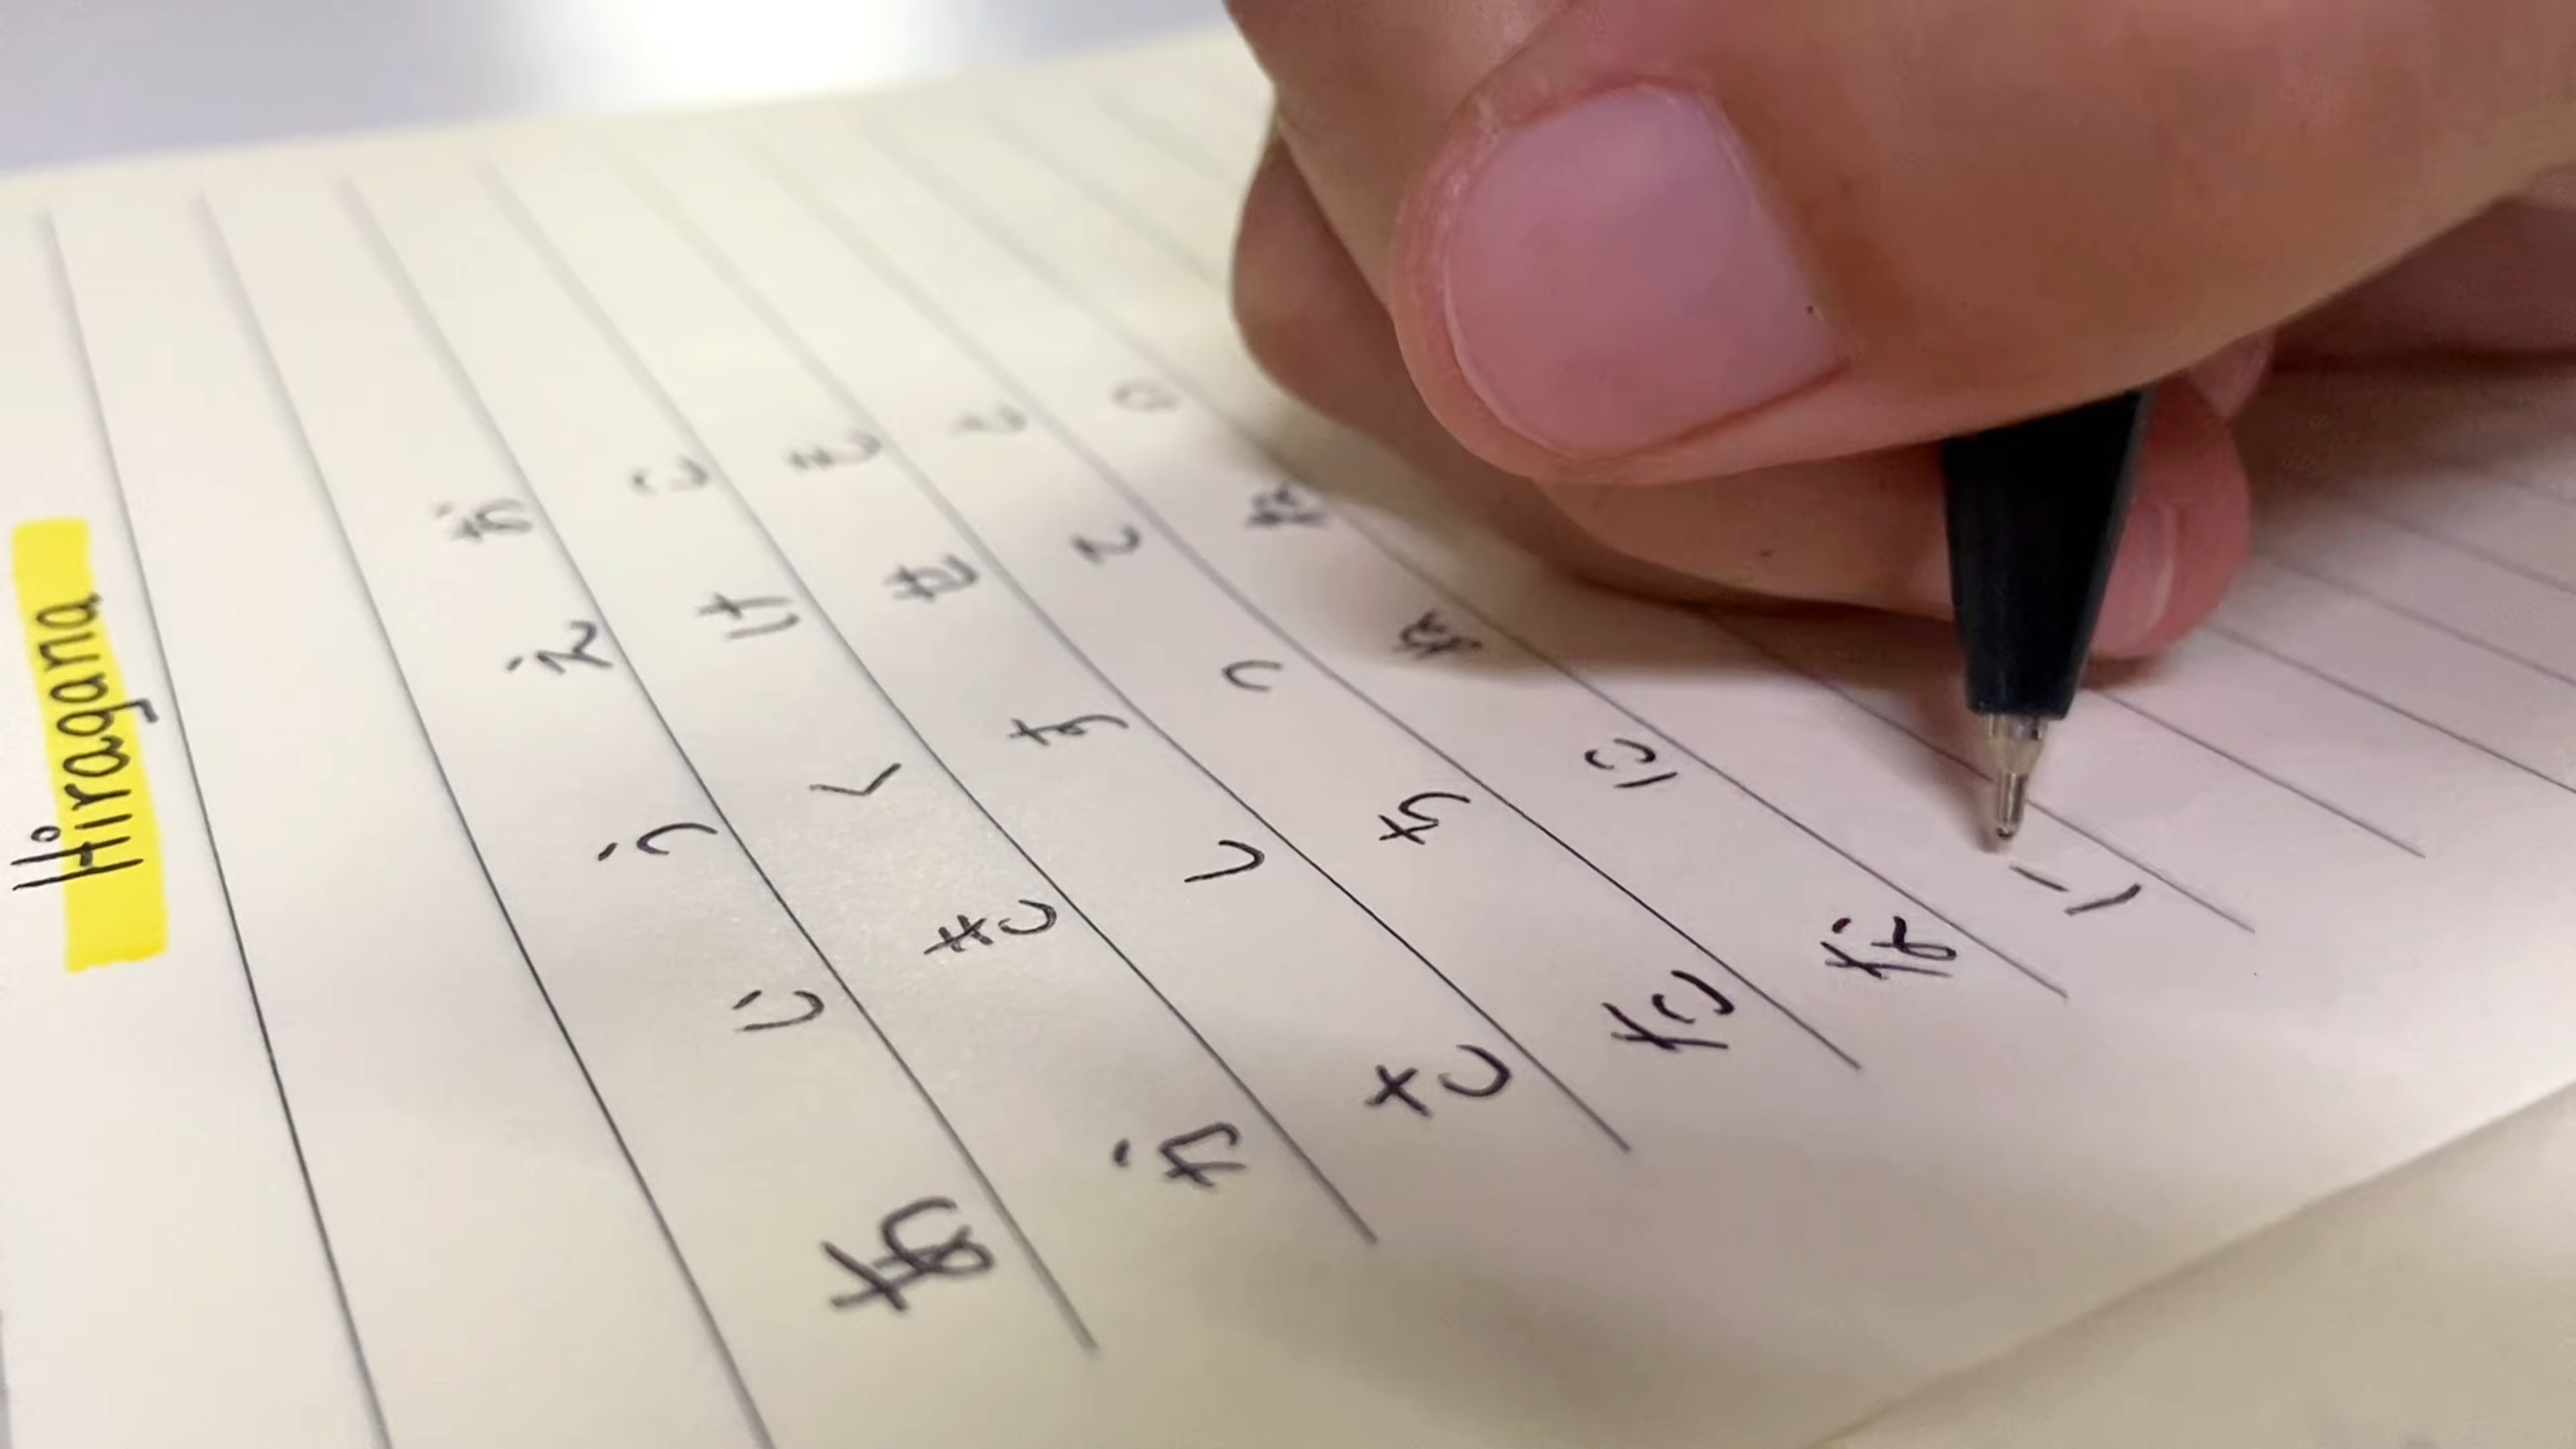 Hiragana
あ い う え お
か き く け こ
さ し す せ そ
た ち つ て と
な に ぬ ね の